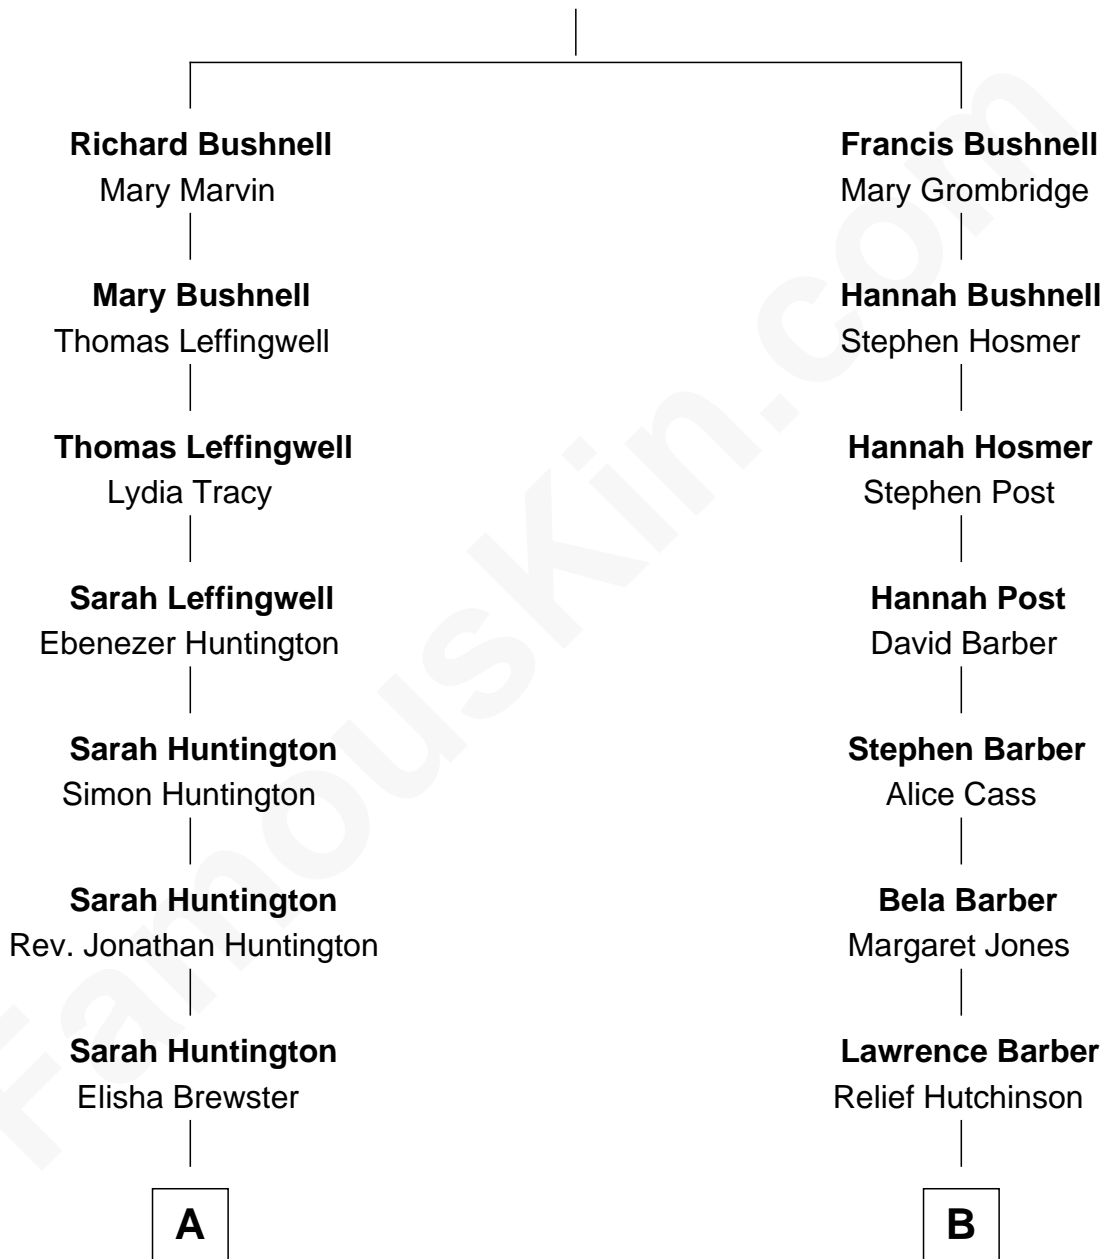 Richard Bushnell
Mary Marvin
Mary Bushnell
Thomas Leffingwell
Thomas Leffingwell
Lydia Tracy
Sarah Leffingwell
Ebenezer Huntington
Sarah Huntington
Simon Huntington
Sarah Huntington
Rev. Jonathan Huntington
Sarah Huntington
Elisha Brewster
A
Francis Bushnell
Mary Grombridge
Hannah Bushnell
Stephen Hosmer
Hannah Hosmer
Stephen Post
Hannah Post
David Barber
Stephen Barber
Alice Cass
Bela Barber
Margaret Jones
Lawrence Barber
Relief Hutchinson
B
FamousKin.com